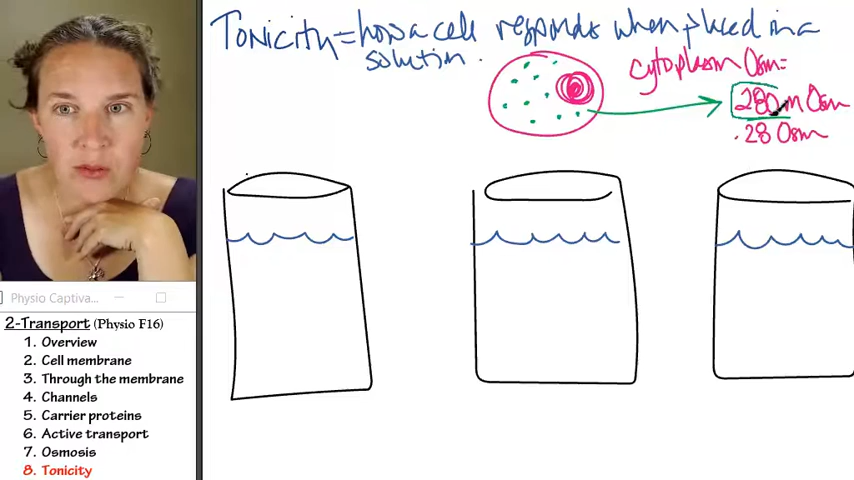 Tonicity = how a cell responds when placed in a
solution.
cytoplasm Osm =
280 m Osm
.28 Osm
Physio Captiva...
2-Transport (Physio F16)
1. Overview
2. Cell membrane
3. Through the membrane
4. Channels
5. Carrier proteins
6. Active transport
7. Osmosis
8. Tonicity